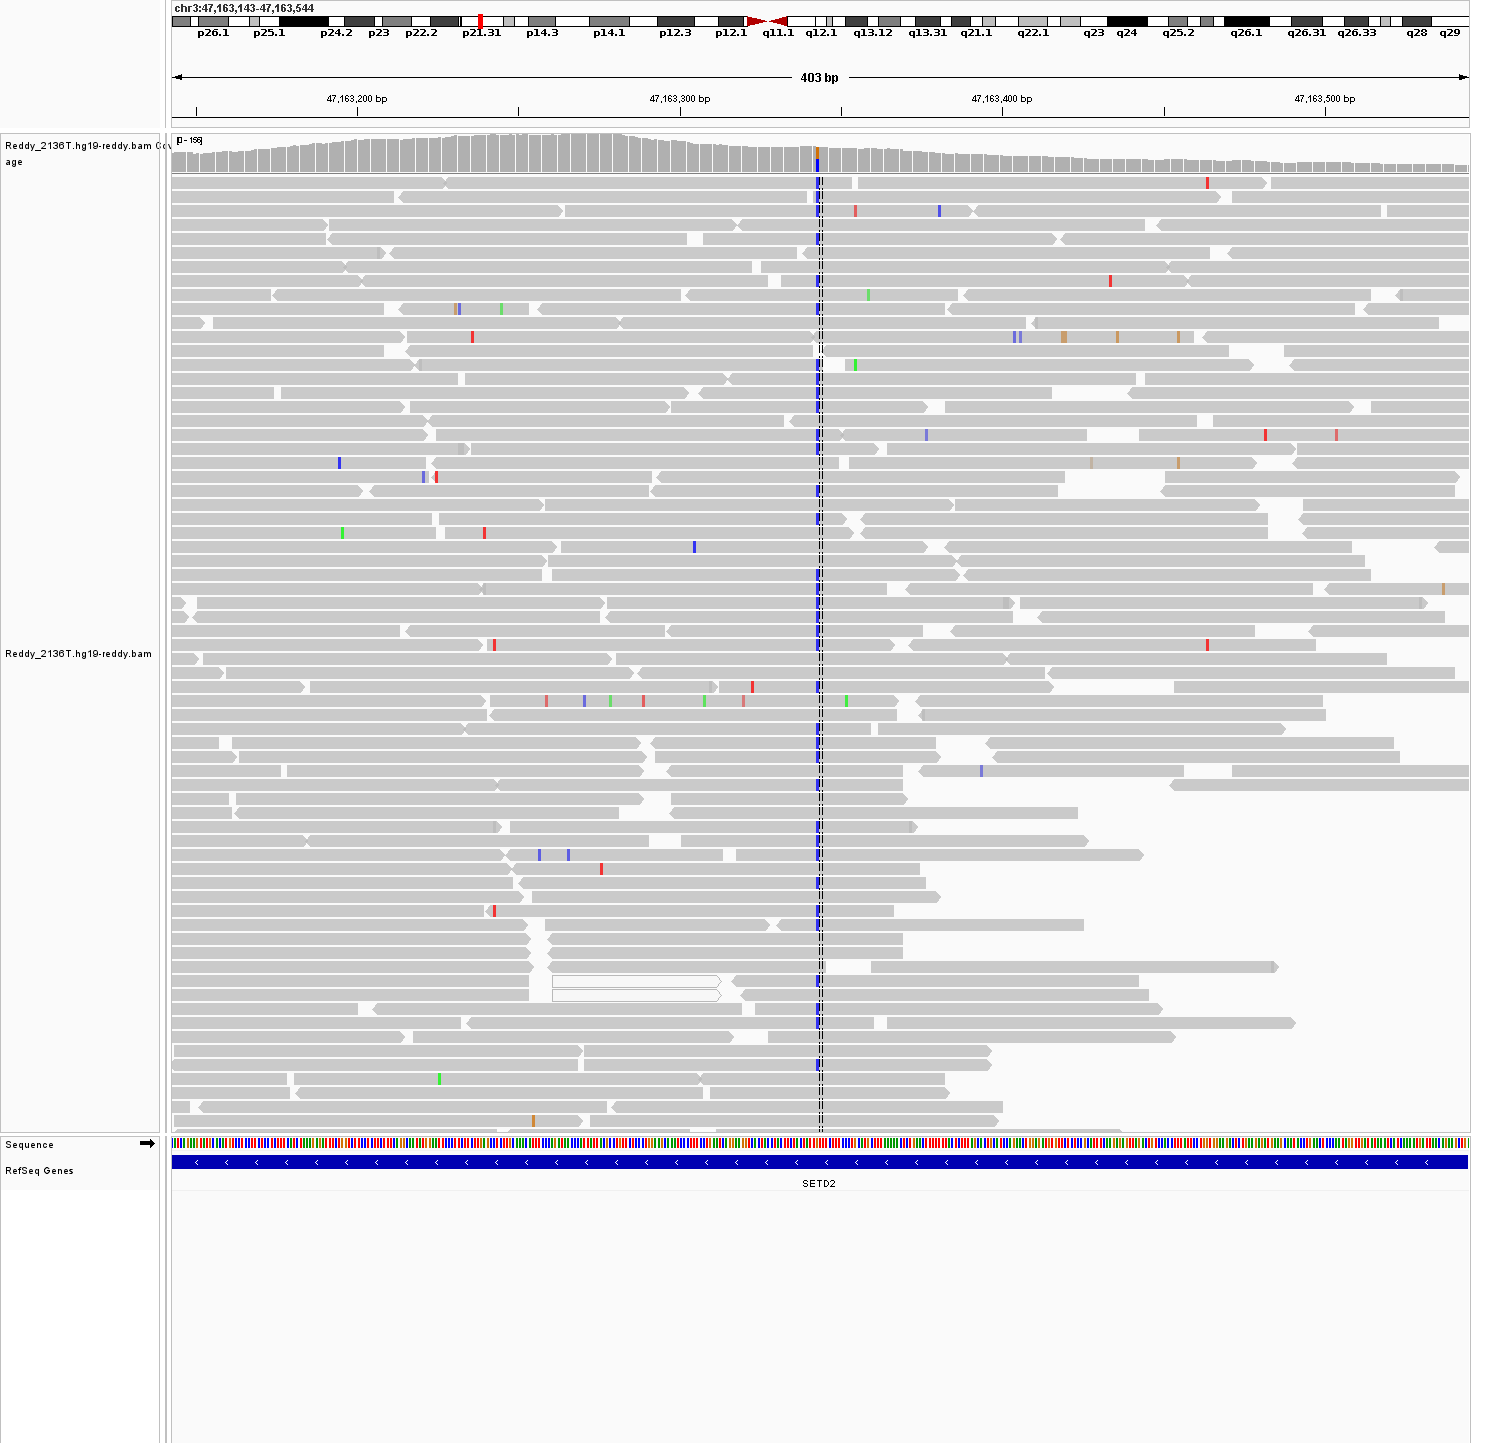 chr3:47,163,143-47,163,544
p26.1 p25.1 p24.2 p23 p22.2 p21.31 p14.3 p14.1 p12.3 p12.1 q11.1 q12.1 q13.12 q13.31 q21.1 q22.1 q23 q24 q25.2 q26.1 q26.31 q26.33 q28 q29
403 bp
47,163,200 bp 47,163,300 bp 47,163,400 bp 47,163,500 bp
[0 - 156]
Reddy_2136T.hg19-reddy.bam Cov
age
Reddy_2136T.hg19-reddy.bam
Sequence
RefSeq Genes
SETD2